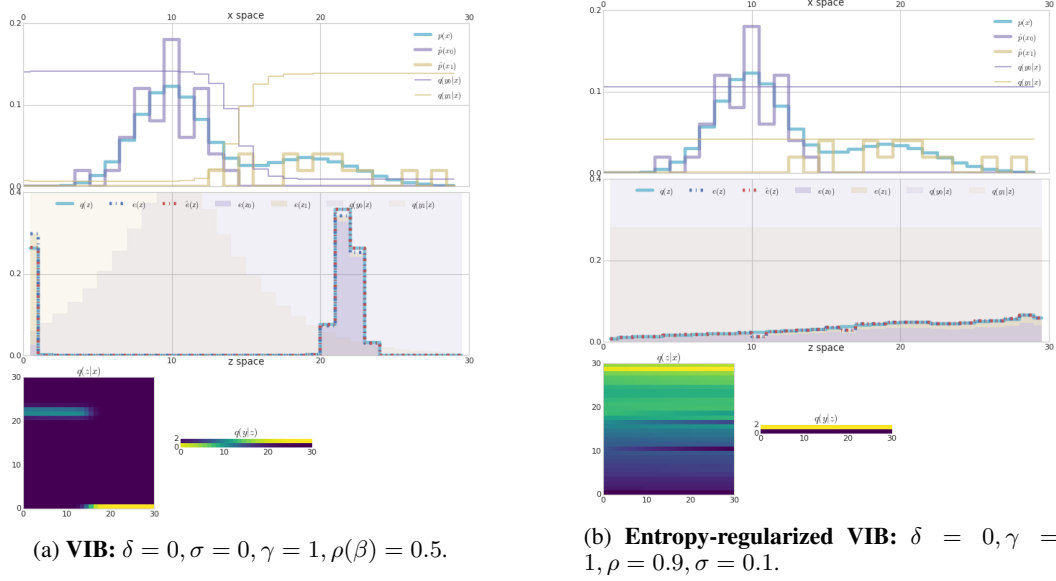 x space
0.2
0.1
0.0
0 10 20 30
p(x)
p̂(x₀)
p̂(x₁)
q(y₀|x)
q(y₁|x)
q(z) e(z) ê(z) e(z₀) e(z₁) q(y₀|z) q(y₁|z)
0.4
0.2
0.0
0 10 20 30
z space
q(z|x)
30
20
10
0
0 10 20 30
q(y|z)
2
0
0 10 20 30
(a) VIB: δ = 0, σ = 0, γ = 1, ρ(β) = 0.5.
x space
0.2
0.1
0.0
0 10 20 30
p(x)
p̂(x₀)
p̂(x₁)
q(y₀|x)
q(y₁|x)
q(z) e(z) ê(z) e(z₀) e(z₁) q(y₀|z) q(y₁|z)
0.4
0.2
0.0
0 10 20 30
z space
q(z|x)
30
20
10
0
0 10 20 30
q(y|z)
2
0
0 10 20 30
(b) Entropy-regularized VIB: δ = 0, γ =
1, ρ = 0.9, σ = 0.1.